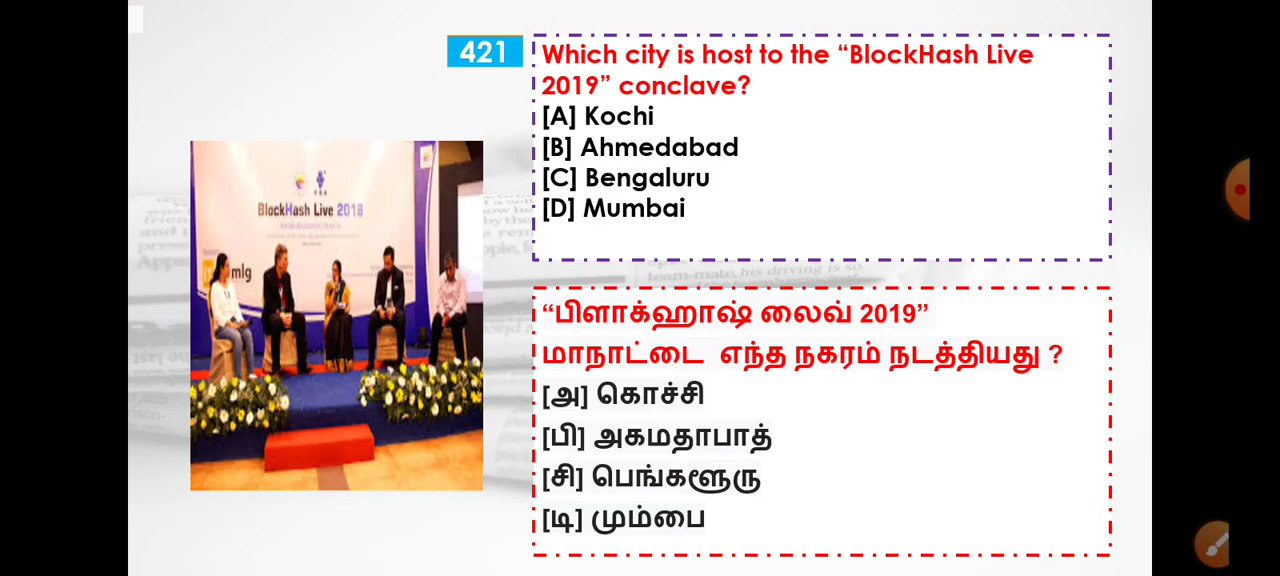 421
Which city is host to the “BlockHash Live
2019” conclave?
[A] Kochi
[B] Ahmedabad
[C] Bengaluru
[D] Mumbai
BlockHash Live 2018
mlg
“பிளாக்ஹாஷ் லைவ் 2019”
மாநாட்டை எந்த நகரம் நடத்தியது ?
[அ] கொச்சி
[பி] அகமதாபாத்
[சி] பெங்களூரு
[டி] மும்பை